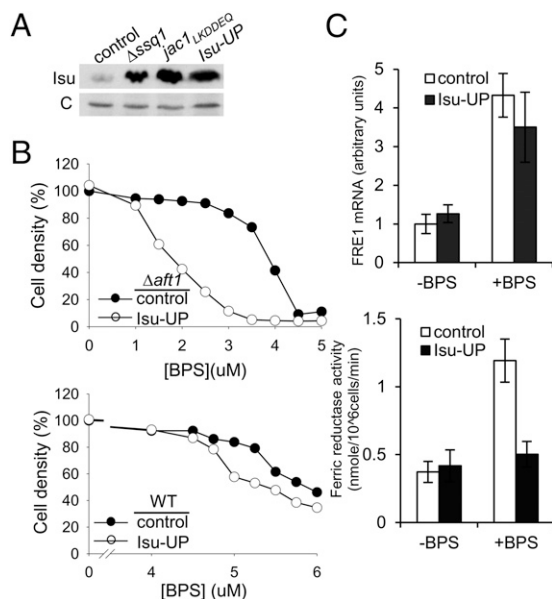 A
control
Δssq1
jac1LKDDEQ
Isu-UP
Isu
C
B
Cell density (%)
120
100
80
60
40
20
0
Δaft1
control
Isu-UP
0 1 2 3 4 5
[BPS](uM)
Cell density (%)
120
100
80
60
40
20
0
WT
control
Isu-UP
0 4 5 6
[BPS] (uM)
C
FRE1 mRNA (arbitrary units)
6
5
4
3
2
1
0
control
Isu-UP
-BPS +BPS
Ferric reductase activity
(nmole/10^6cells/min)
1.5
1
0.5
0
control
Isu-UP
-BPS +BPS